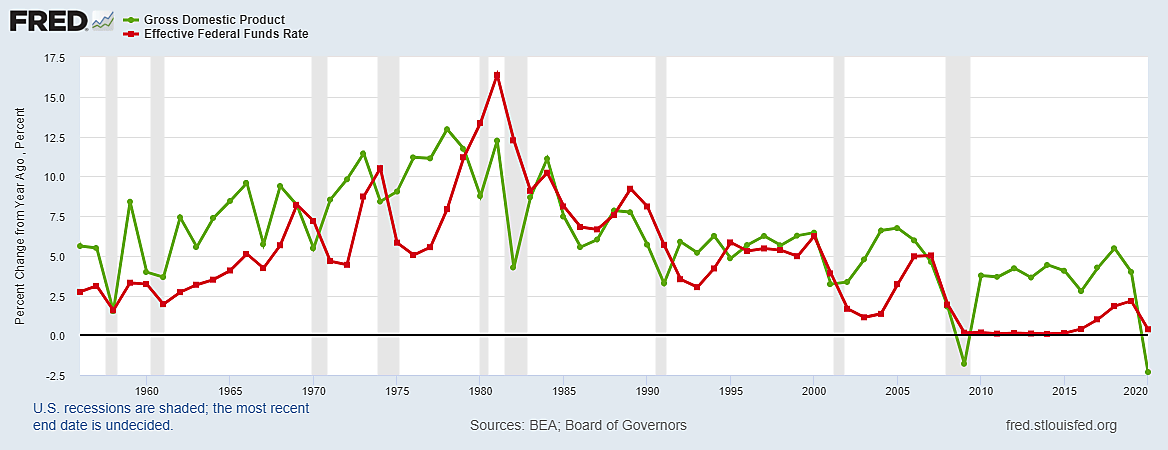 FRED
Gross Domestic Product
Effective Federal Funds Rate
Percent Change from Year Ago , Percent
17.5
15.0
12.5
10.0
7.5
5.0
2.5
0.0
-2.5
1960 1965 1970 1975 1980 1985 1990 1995 2000 2005 2010 2015 2020
U.S. recessions are shaded; the most recent
end date is undecided.
Sources: BEA; Board of Governors
fred.stlouisfed.org